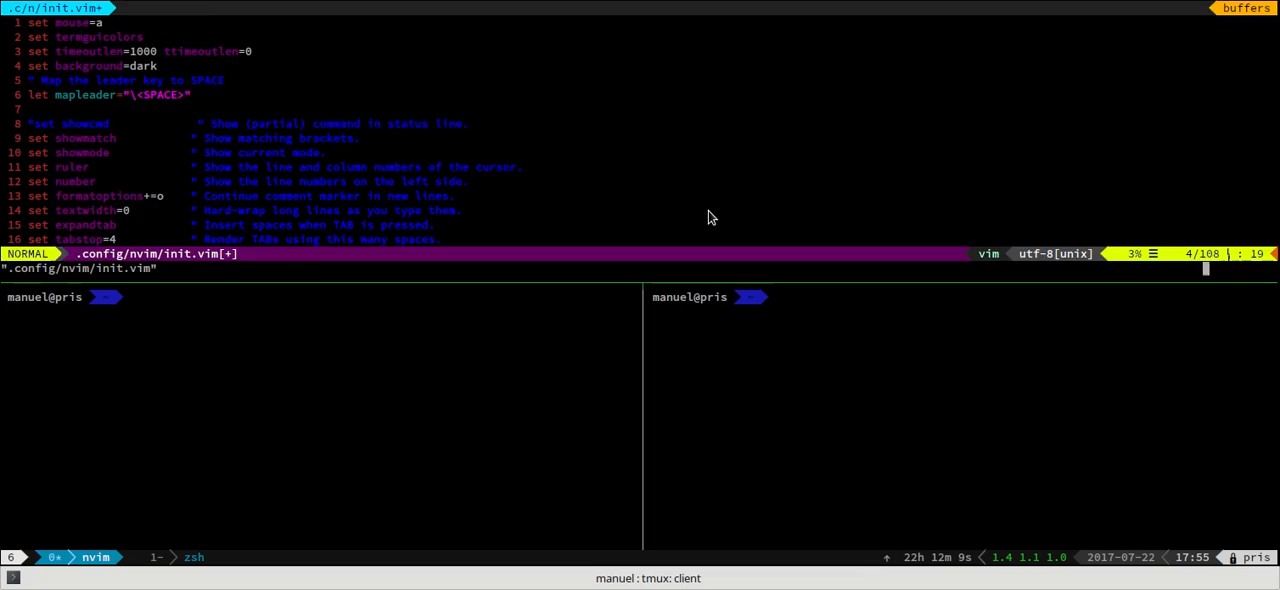 .c/n/init.vim+ buffers
1 set mouse=a
2 set termguicolors
3 set timeoutlen=1000 ttimeoutlen=0
4 set background=dark
5 " Map the leader key to SPACE
6 let mapleader="\<SPACE>"
7
8 "set showcmd " Show (partial) command in status line.
9 set showmatch " Show matching brackets.
10 set showmode " Show current mode.
11 set ruler " Show the line and column numbers of the cursor.
12 set number " Show the line numbers on the left side.
13 set formatoptions+=o " Continue comment marker in new lines.
14 set textwidth=0 " Hard-wrap long lines as you type them.
15 set expandtab " Insert spaces when TAB is pressed.
16 set tabstop=4 " Render TABs using this many spaces.
NORMAL .config/nvim/init.vim[+] vim utf-8[unix] 3% ☰ 4/108 : 19
".config/nvim/init.vim"
manuel@pris ~ manuel@pris ~
6 0* nvim 1- zsh ↑ 22h 12m 9s 1.4 1.1 1.0 2017-07-22 17:55 pris
manuel : tmux: client